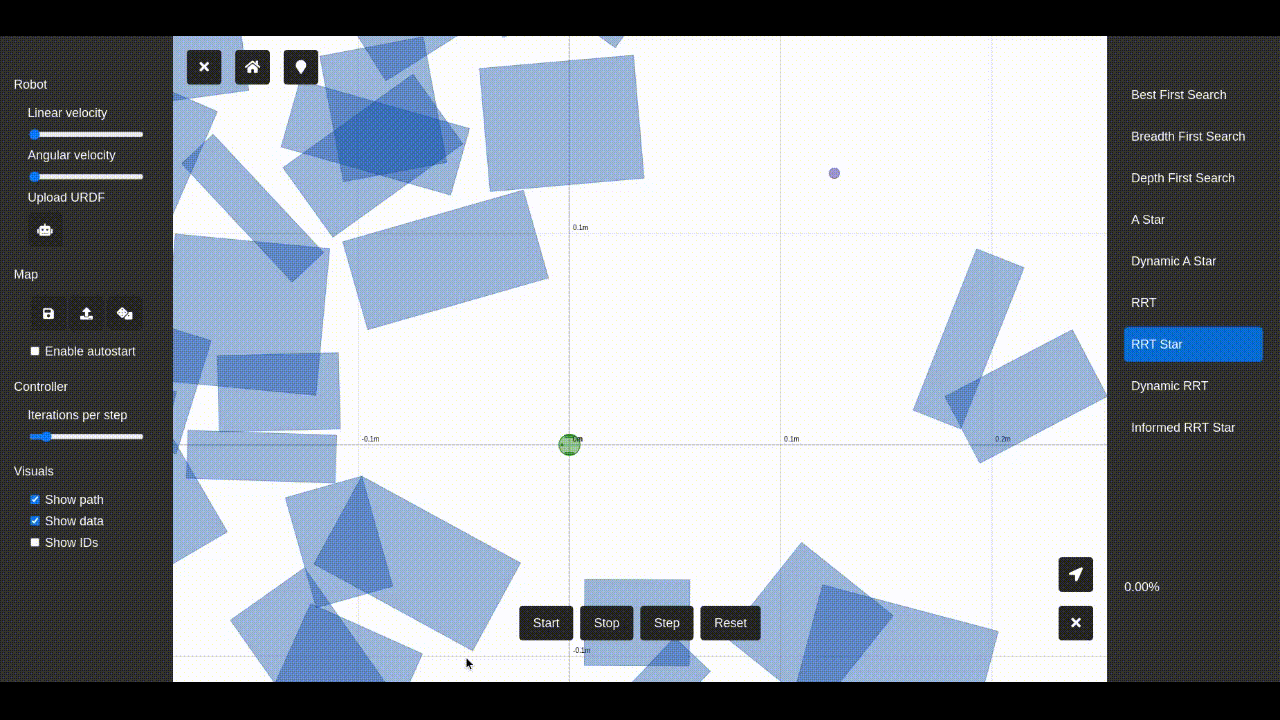 Robot
Linear velocity
Angular velocity
Upload URDF
Map
Enable autostart
Controller
Iterations per step
Visuals
Show path
Show data
Show IDs
0.1m
-0.1m
0.1m
0.2m
-0.1m
Start
Stop
Step
Reset
Best First Search
Breadth First Search
Depth First Search
A Star
Dynamic A Star
RRT
RRT Star
Dynamic RRT
Informed RRT Star
0.00%